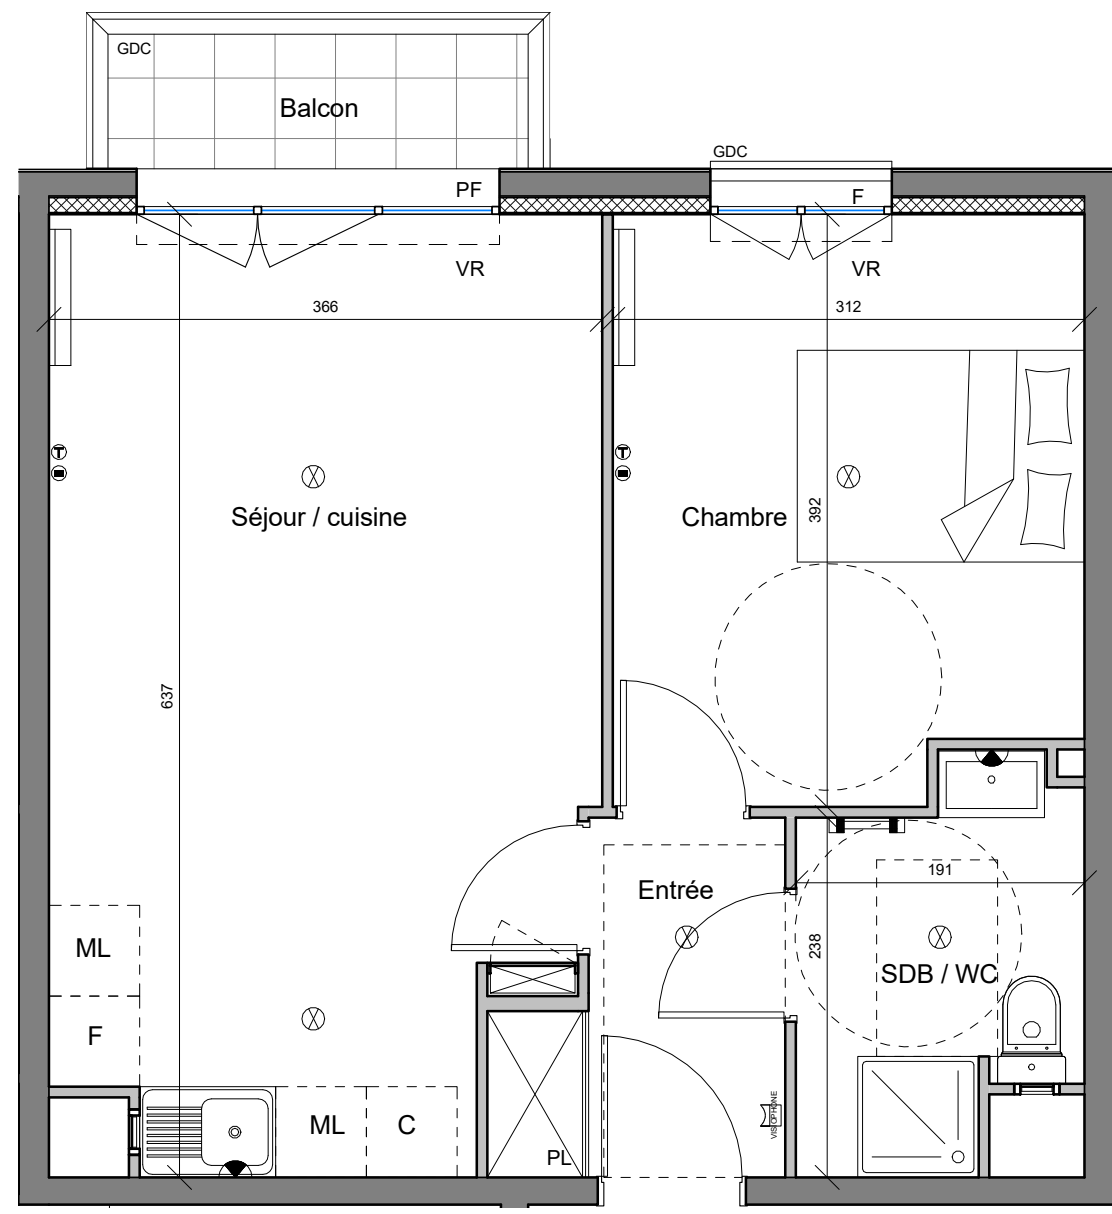 GDC
Balcon
GDC
PF
F
VR
VR
366
312
T
T
Séjour / cuisine
Chambre
392
637
Entrée
191
238
ML
SDB / WC
F
ML
C
VISIOPHONE
PL